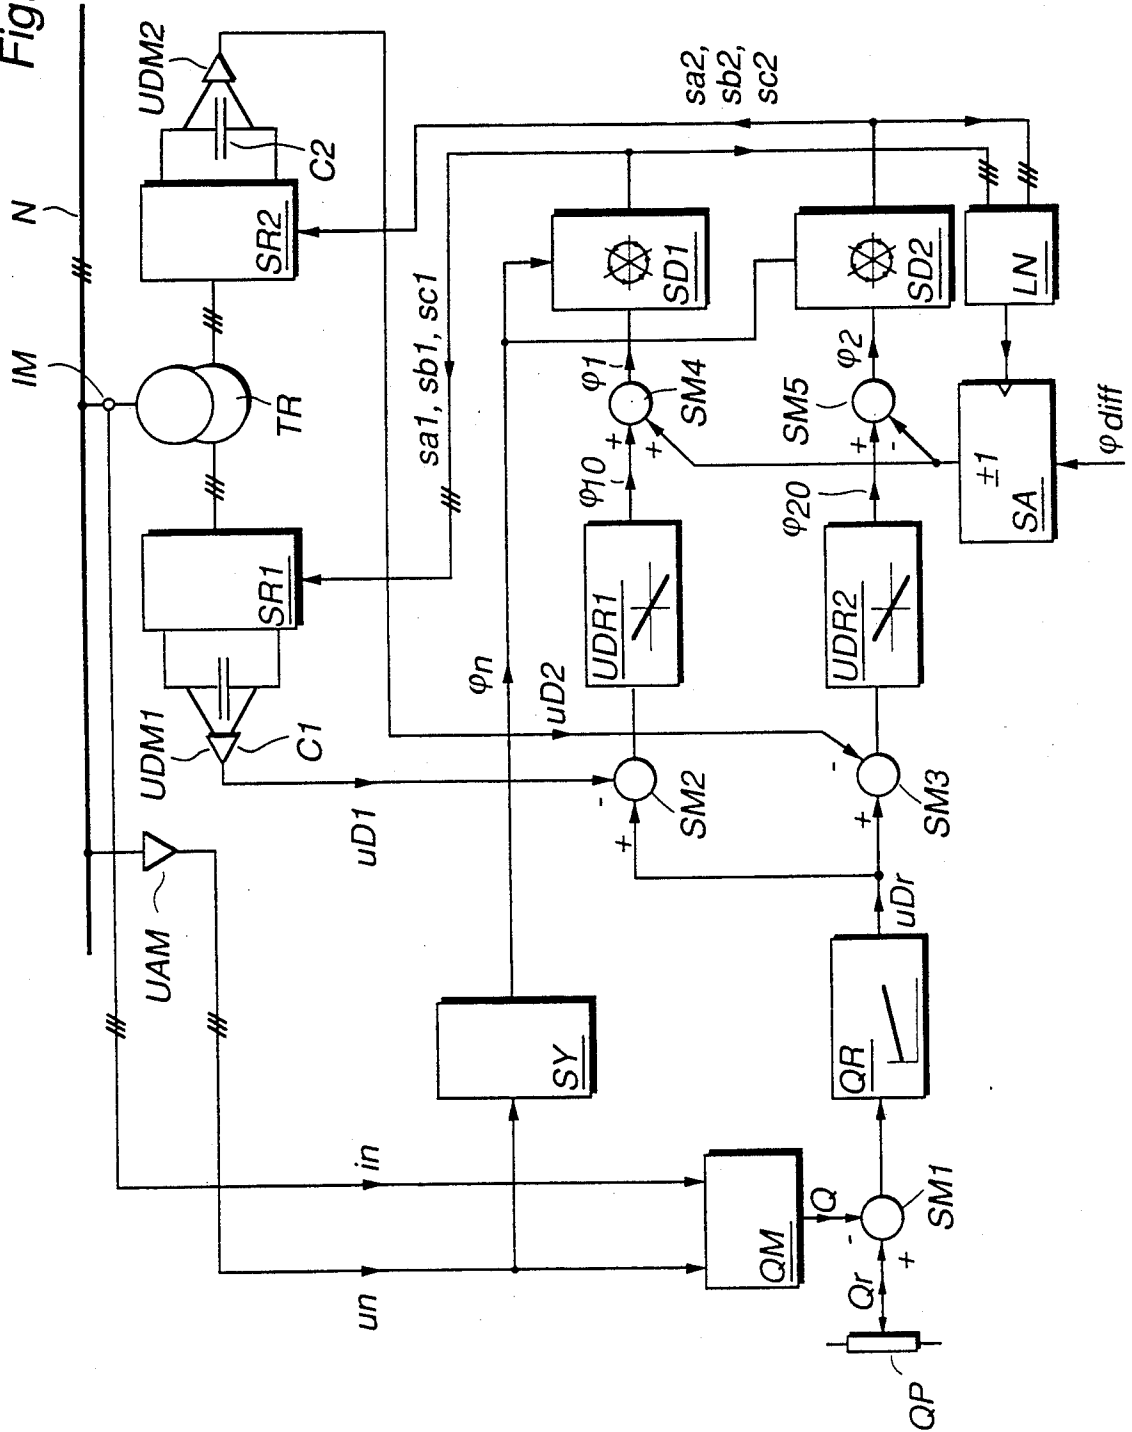 Fig
N
IM
UDM2
C2
SR2
TR
SR1
UDM1
C1
UAM
sa2,
sb2,
sc2
sa1, sb1, sc1
SD1
SD2
LN
φ1
φ2
SM4
SM5
φ10
φ20
±1
SA
φdiff
+
+
+
-
UDR1
UDR2
φn
uD2
uD1
-
+
SM2
-
+
SM3
uDr
SY
QR
in
un
QM
Q
-
+
SM1
Qr
QP